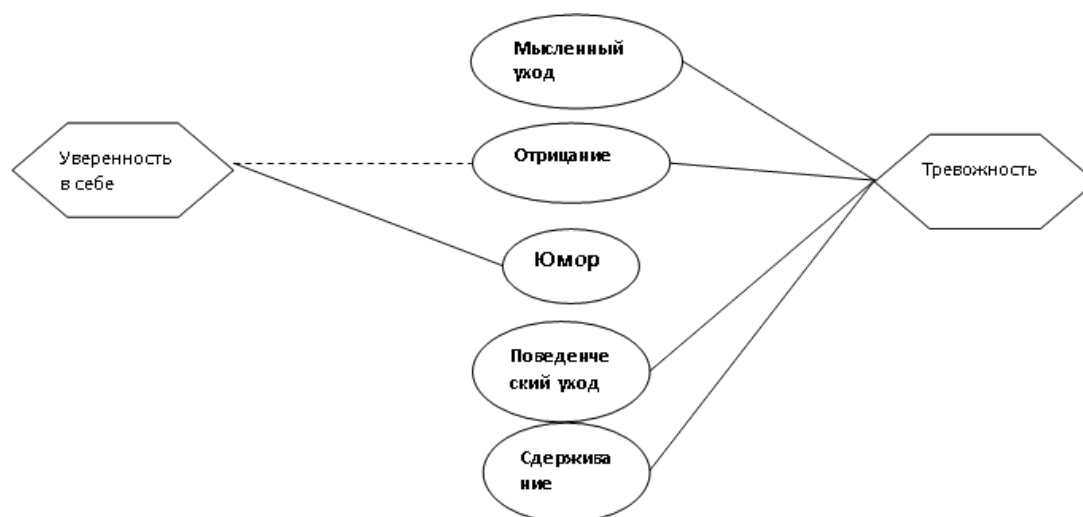 Мысленный
уход
Уверенность
в себе
Отрицание
Тревожность
Юмор
Поведенче
ский уход
Сдержива
ние